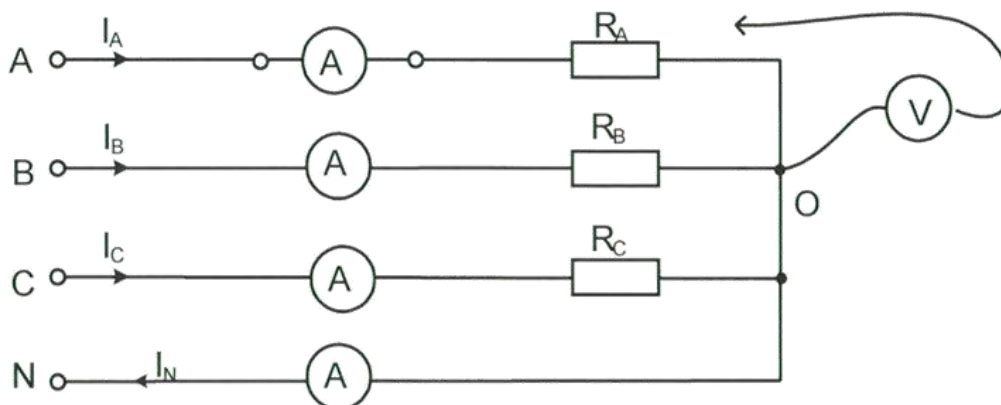 I_A R_A
A A
V
I_B R_B
B A
O
I_C R_C
C A
I_N
N A